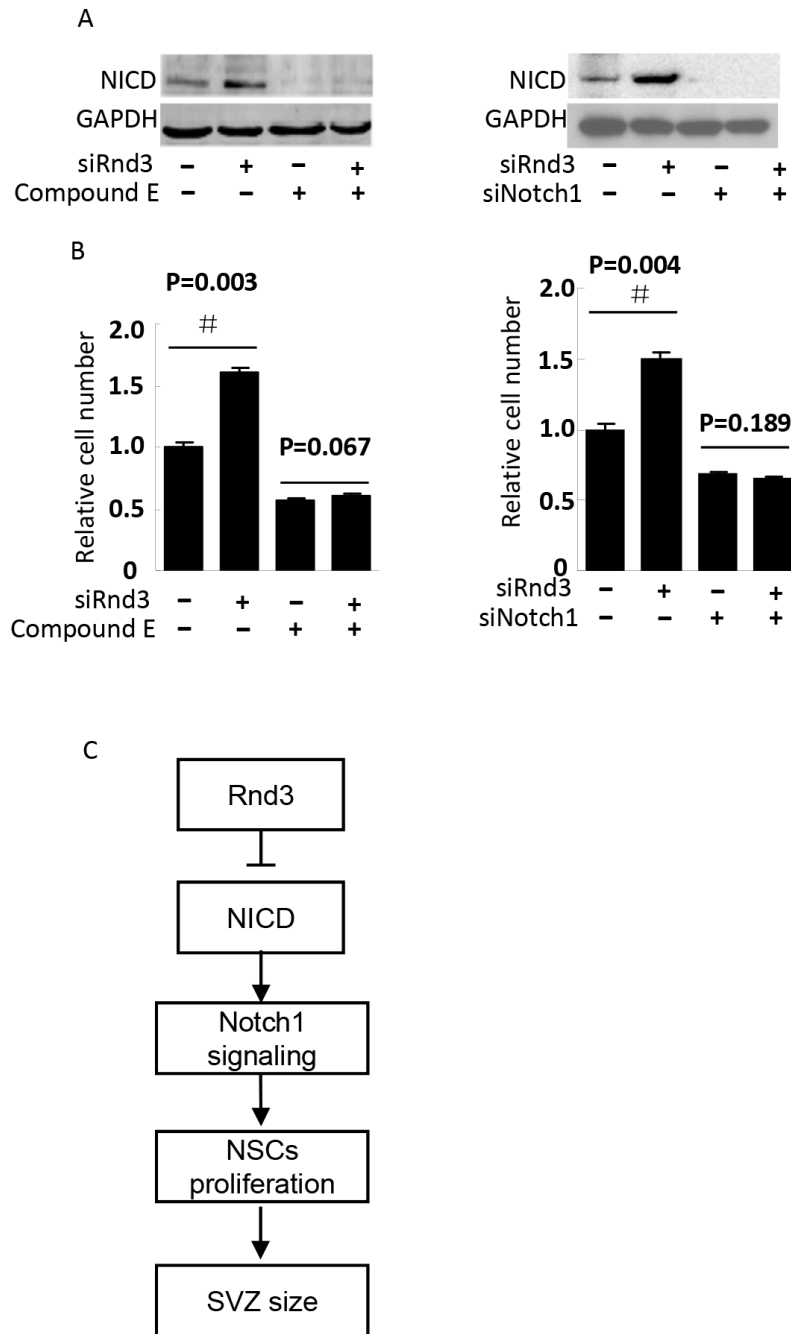 A
NICD
GAPDH
siRnd3 − + − +
Compound E − − + +
NICD
GAPDH
siRnd3 − + − +
siNotch1 − − + +
B
P=0.003
#
P=0.067
Relative cell number
2.0
1.5
1.0
0.5
0
siRnd3 − + − +
Compound E − − + +
P=0.004
#
P=0.189
Relative cell number
2.0
1.5
1.0
0.5
0
siRnd3 − + − +
siNotch1 − − + +
C
Rnd3
NICD
Notch1
signaling
NSCs
proliferation
SVZ size